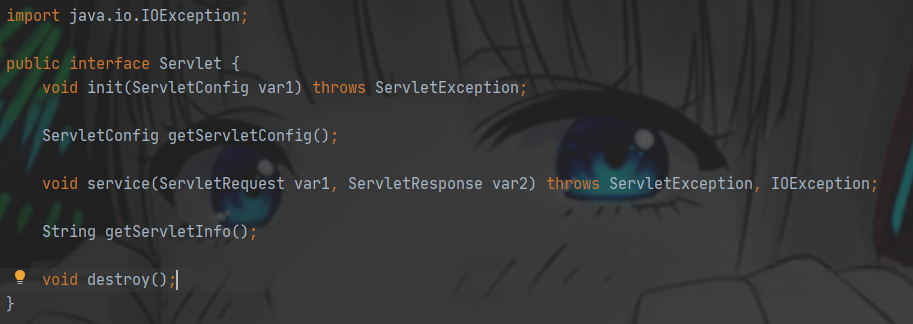 import java.io.IOException;
public interface Servlet {
void init(ServletConfig var1) throws ServletException;
ServletConfig getServletConfig();
void service(ServletRequest var1, ServletResponse var2) throws ServletException, IOException;
String getServletInfo();
void destroy();
}